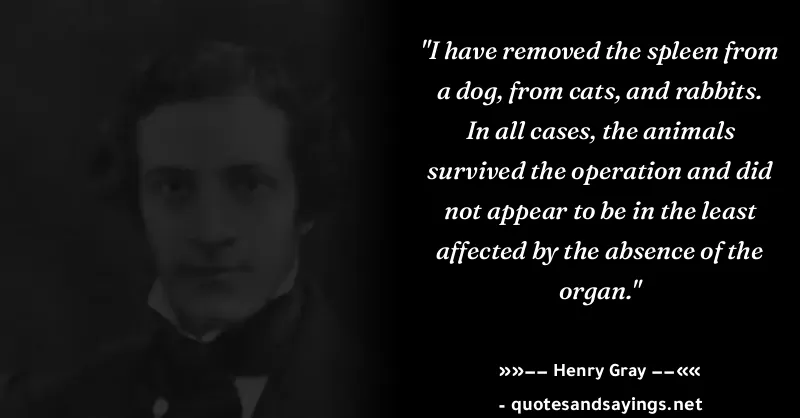 "I have removed the spleen from
a dog, from cats, and rabbits.
In all cases, the animals
survived the operation and did
not appear to be in the least
affected by the absence of the
organ."
»»−− Henry Gray −−««
- quotesandsayings.net